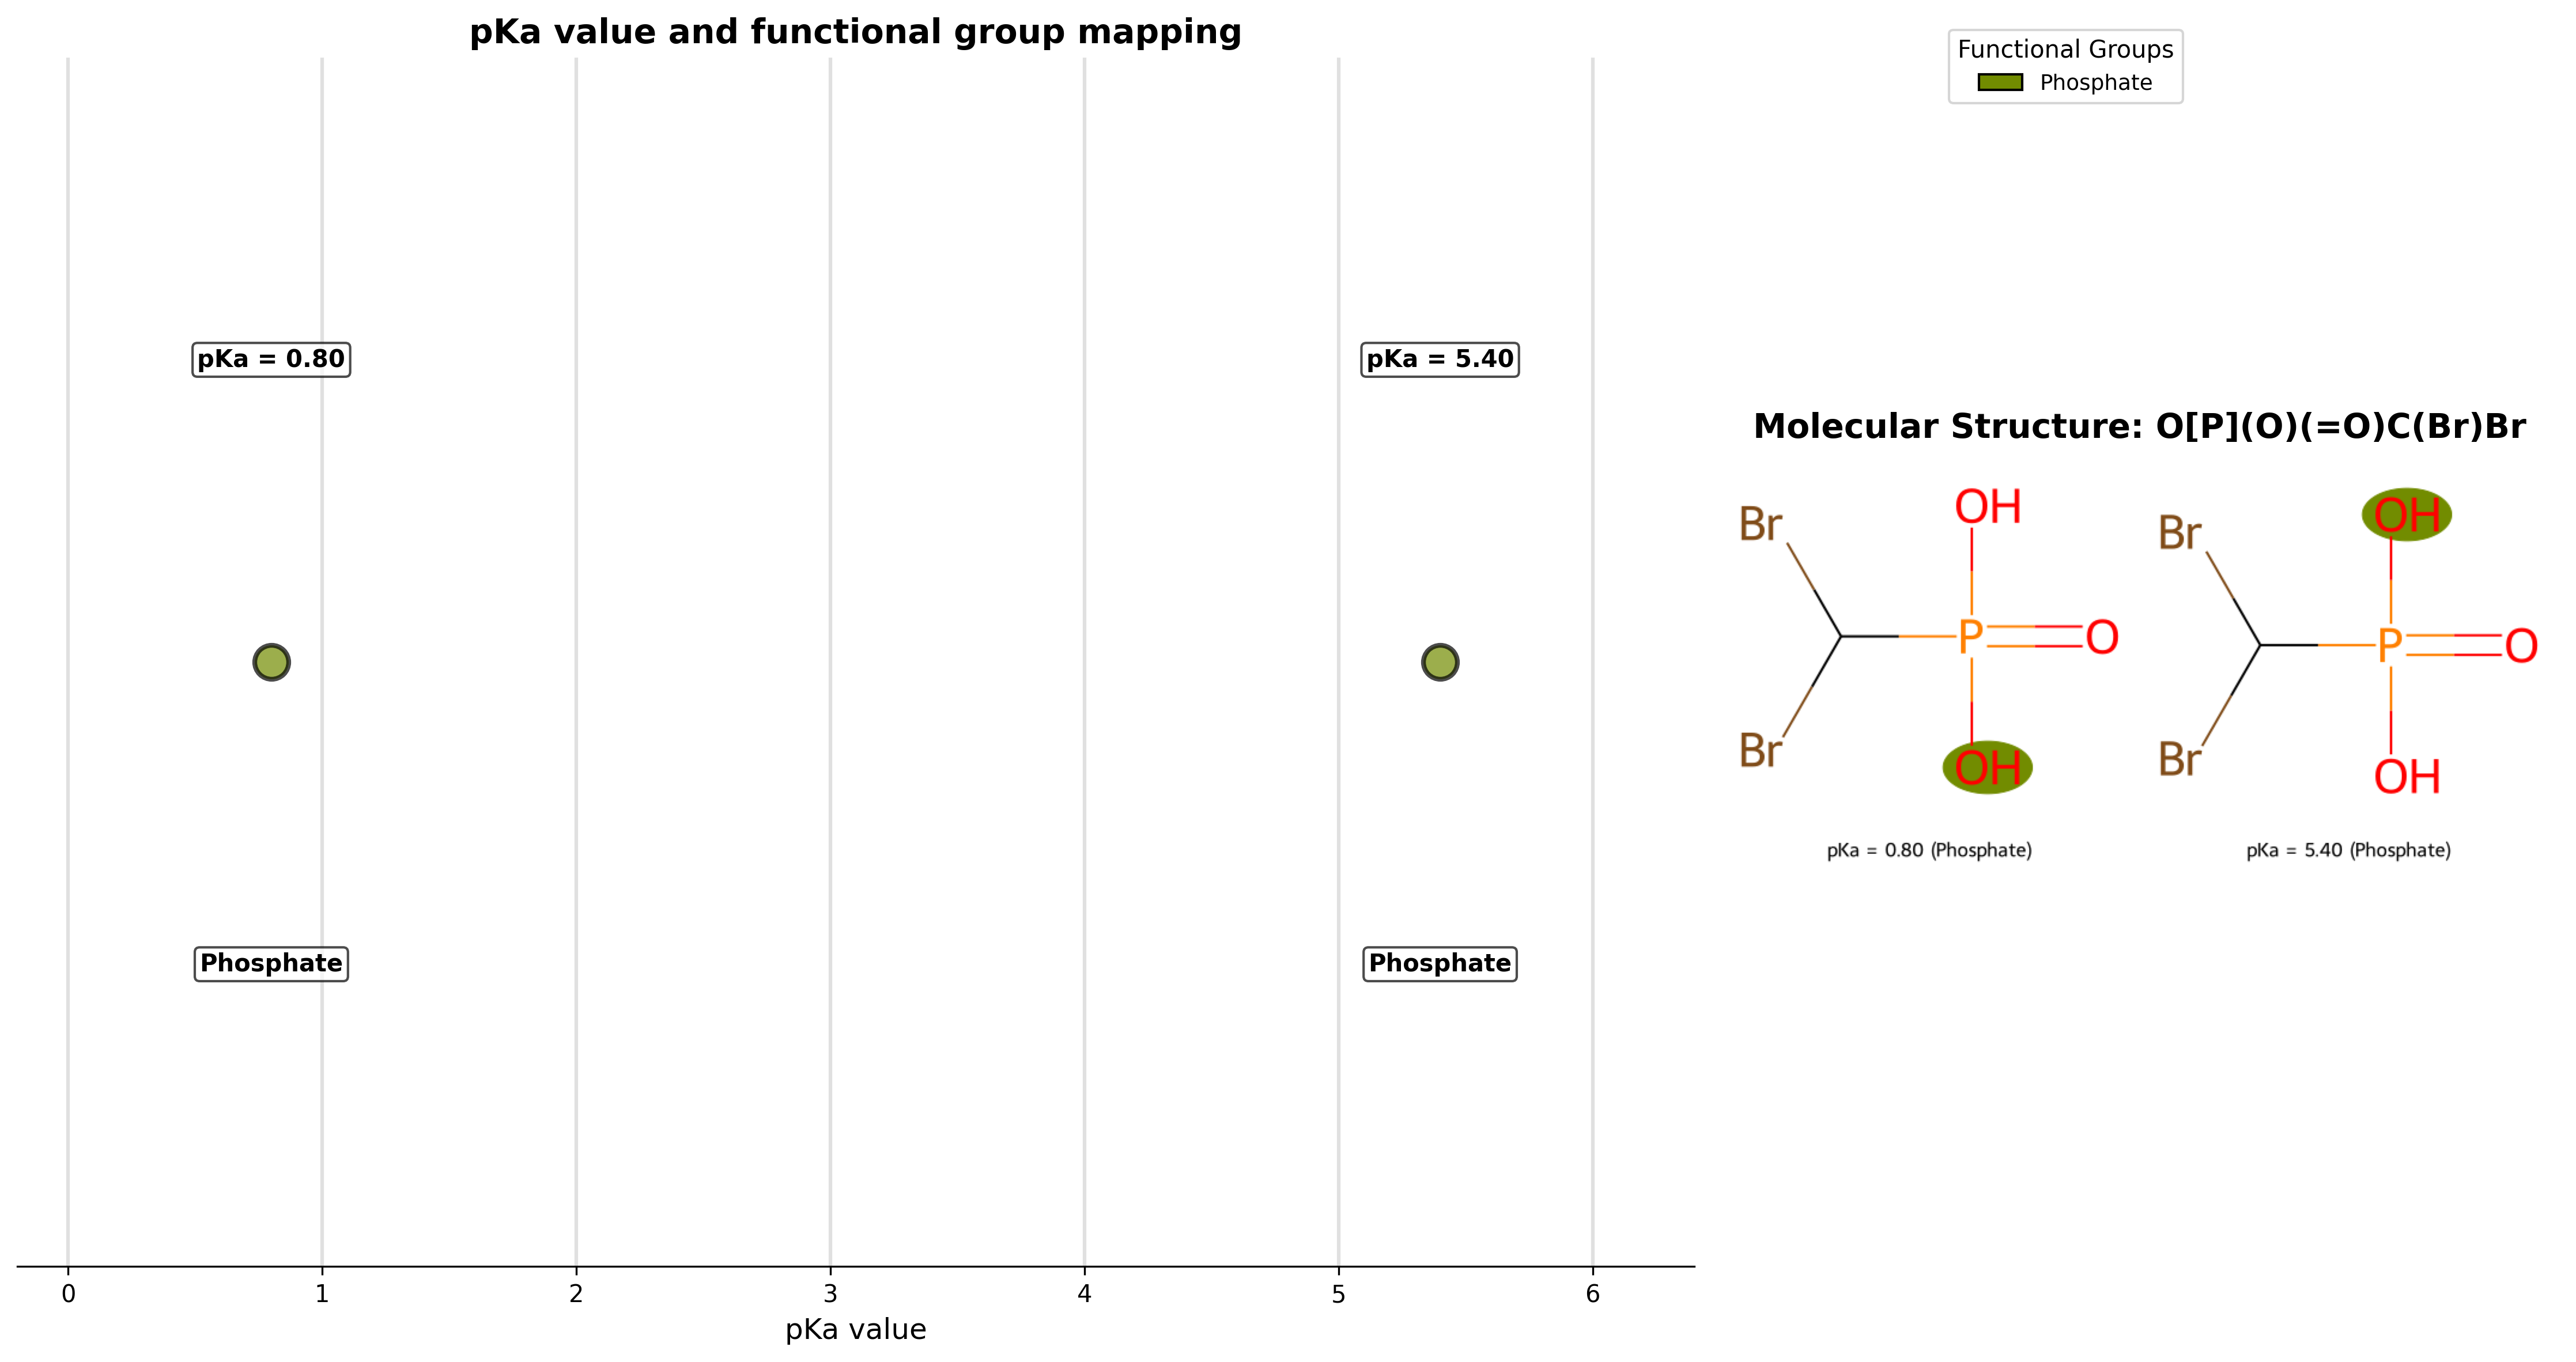 pKa value and functional group mapping
pKa = 0.80
pKa = 5.40
Phosphate
Phosphate
0 1 2 3 4 5 6
pKa value
Functional Groups
Phosphate
Molecular Structure: O[P](O)(=O)C(Br)Br
Br
OH
P
O
Br
OH
pKa = 0.80 (Phosphate)
Br
OH
P
O
Br
OH
pKa = 5.40 (Phosphate)